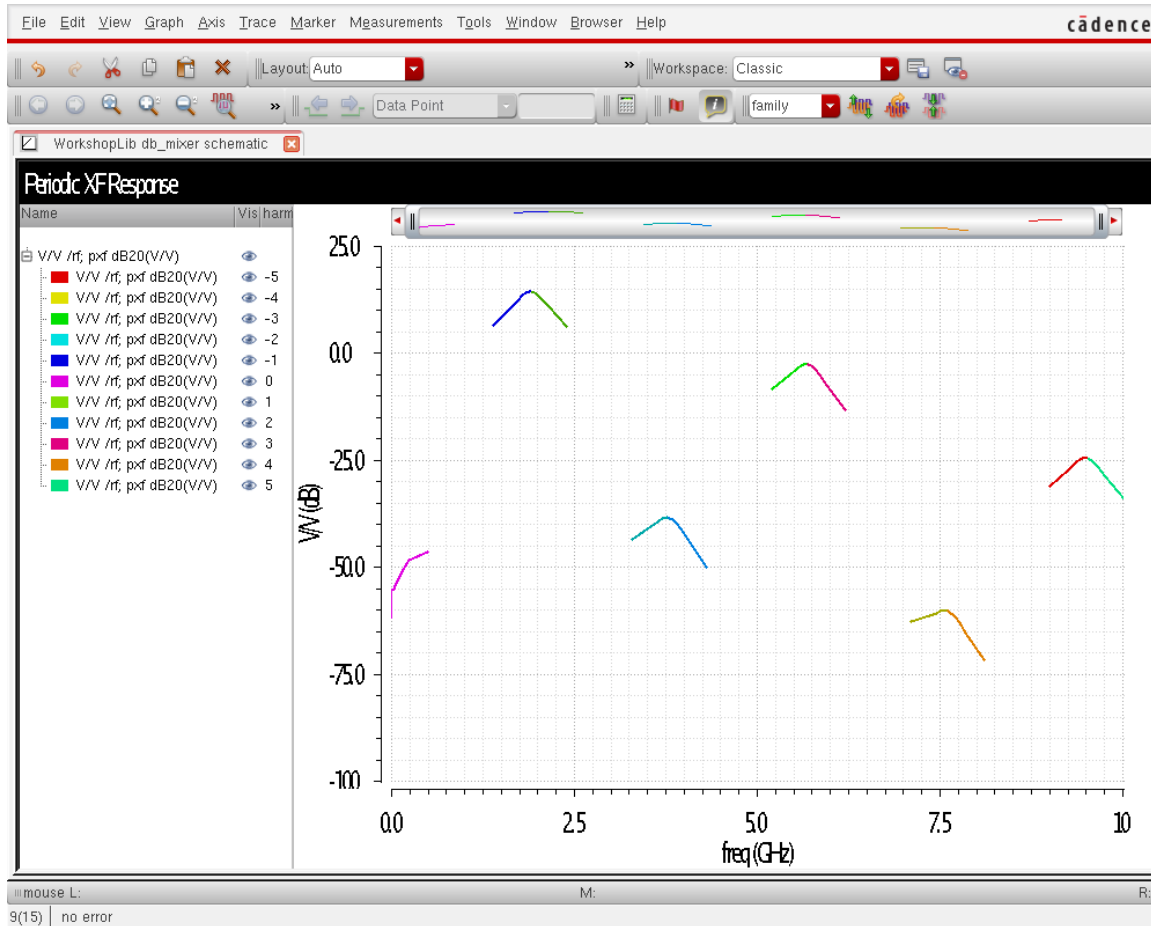 File Edit View Graph Axis Trace Marker Measurements Tools Window Browser Help cādence
Layout: Auto » Workspace: Classic
» Data Point family
WorkshopLib db_mixer schematic
Periodic XF Response
Name Vis harm
V/V /rf; pxf dB20(V/V)
V/V /rf; pxf dB20(V/V) -5
V/V /rf; pxf dB20(V/V) -4
V/V /rf; pxf dB20(V/V) -3
V/V /rf; pxf dB20(V/V) -2
V/V /rf; pxf dB20(V/V) -1
V/V /rf; pxf dB20(V/V) 0
V/V /rf; pxf dB20(V/V) 1
V/V /rf; pxf dB20(V/V) 2
V/V /rf; pxf dB20(V/V) 3
V/V /rf; pxf dB20(V/V) 4
V/V /rf; pxf dB20(V/V) 5
V/V (dB)
25.0
0.0
-25.0
-50.0
-75.0
-100
0.0 2.5 5.0 7.5 10
freq (GHz)
mouse L: M: R:
9(15) no error